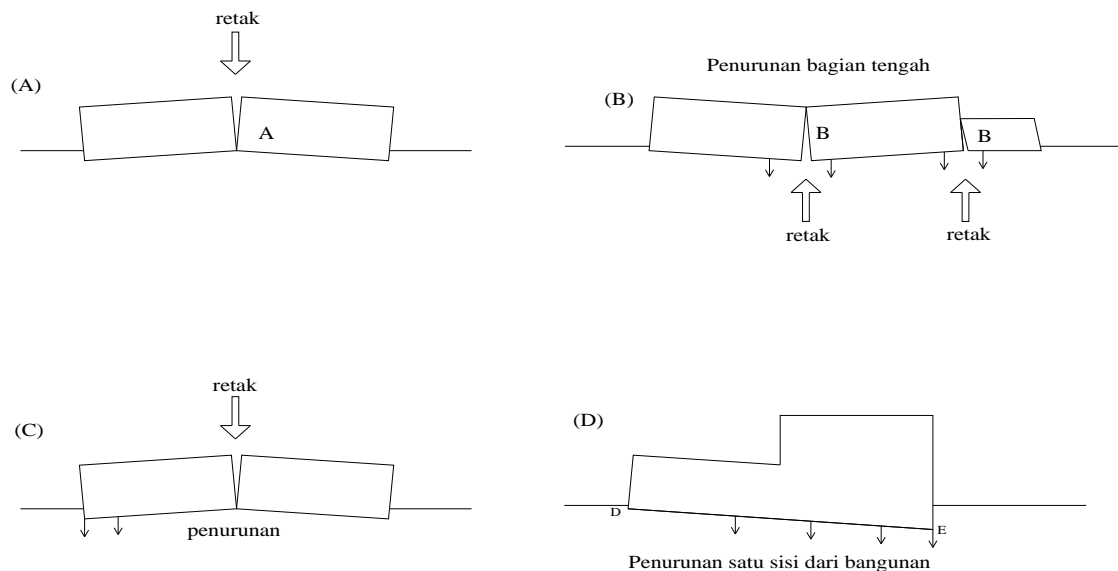 retak
(A)
A
Penurunan bagian tengah
(B)
B
B
retak
retak
retak
(C)
penurunan
(D)
D
E
Penurunan satu sisi dari bangunan